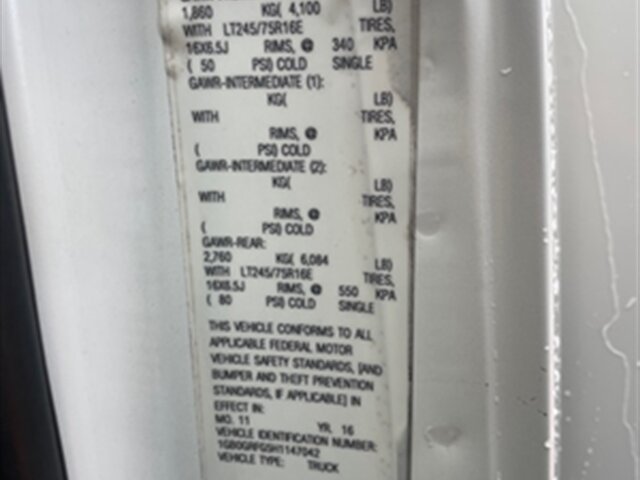 1,860 KG( 4,100 LB)
WITH LT245/75R16E TIRES,
16X6.5J RIMS, @ 340 KPA
( 50 PSI) COLD SINGLE
GAWR-INTERMEDIATE (1):
KG( LB)
WITH TIRES,
RIMS, @ KPA
( PSI) COLD
GAWR-INTERMEDIATE (2):
KG( LB)
WITH TIRES,
RIMS, @ KPA
( PSI) COLD
GAWR-REAR:
2,760 KG( 6,084 LB)
WITH LT245/75R16E TIRES,
16X6.5J RIMS, @ 550 KPA
( 80 PSI) COLD SINGLE
THIS VEHICLE CONFORMS TO ALL
APPLICABLE FEDERAL MOTOR
VEHICLE SAFETY STANDARDS, [AND
BUMPER AND THEFT PREVENTION
STANDARDS, IF APPLICABLE] IN
EFFECT IN:
MO. 11 YR. 16
VEHICLE IDENTIFICATION NUMBER:
1GB0GRFG5H1147042
VEHICLE TYPE: TRUCK